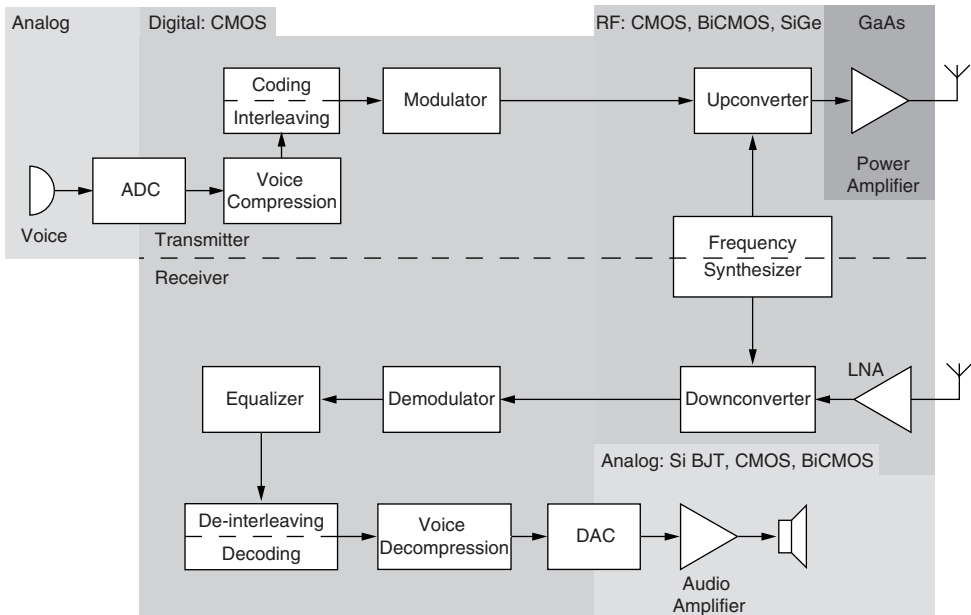 Analog
Digital: CMOS
RF: CMOS, BiCMOS, SiGe
GaAs
Coding
Interleaving
Modulator
Upconverter
Power
Amplifier
ADC
Voice
Compression
Voice
Transmitter
Receiver
Frequency
Synthesizer
LNA
Equalizer
Demodulator
Downconverter
Analog: Si BJT, CMOS, BiCMOS
De-interleaving
Decoding
Voice
Decompression
DAC
Audio
Amplifier